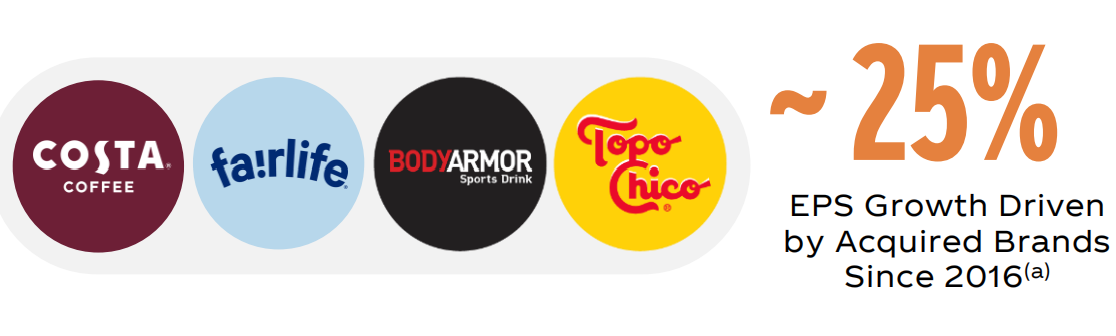 COSTA®
COFFEE
fa!rlife®
BODYARMOR
Sports Drink
Topo
Chico®
~ 25%
EPS Growth Driven
by Acquired Brands
Since 2016(a)